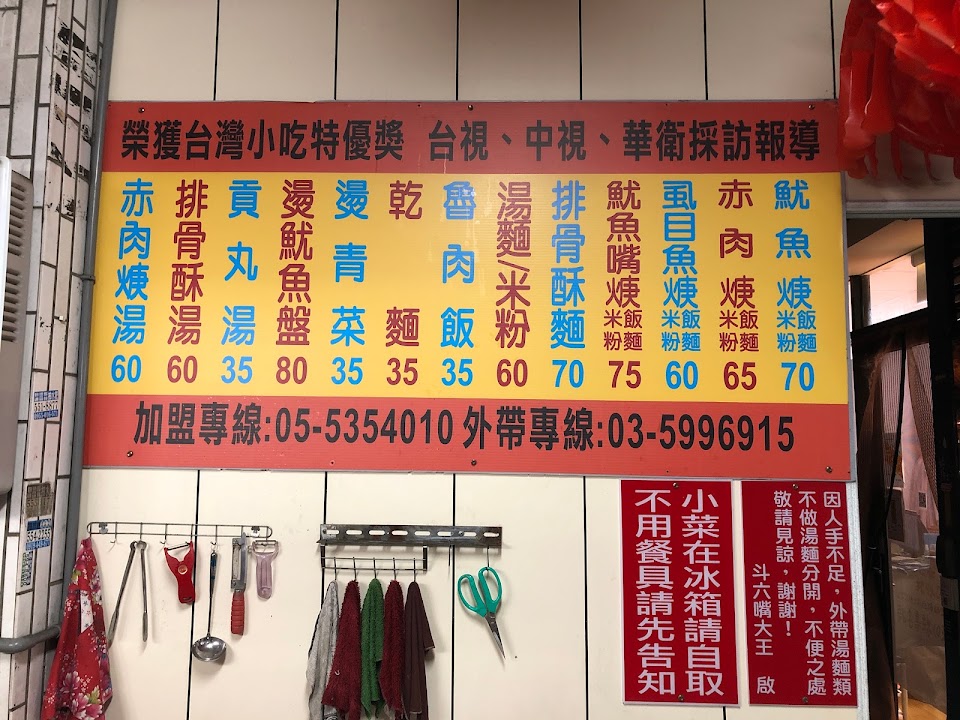 榮獲台灣小吃特優獎 台視、中視、華衛採訪報導
魷魚焿飯麵米粉 70
赤肉焿飯麵米粉 65
虱目魚焿飯麵米粉 60
魷魚嘴焿飯麵米粉 75
排骨酥麵 70
湯麵/米粉 60
魯肉飯 35
乾麵 35
燙青菜 35
燙魷魚盤 80
貢丸湯 35
排骨酥湯 60
赤肉焿湯 60
加盟專線:05-5354010 外帶專線:03-5996915
因人手不足,外帶湯麵類
不做湯麵分開,不便之處
敬請見諒,謝謝!
斗六嘴大王 啟
小菜在冰箱請自取
不用餐具請先告知